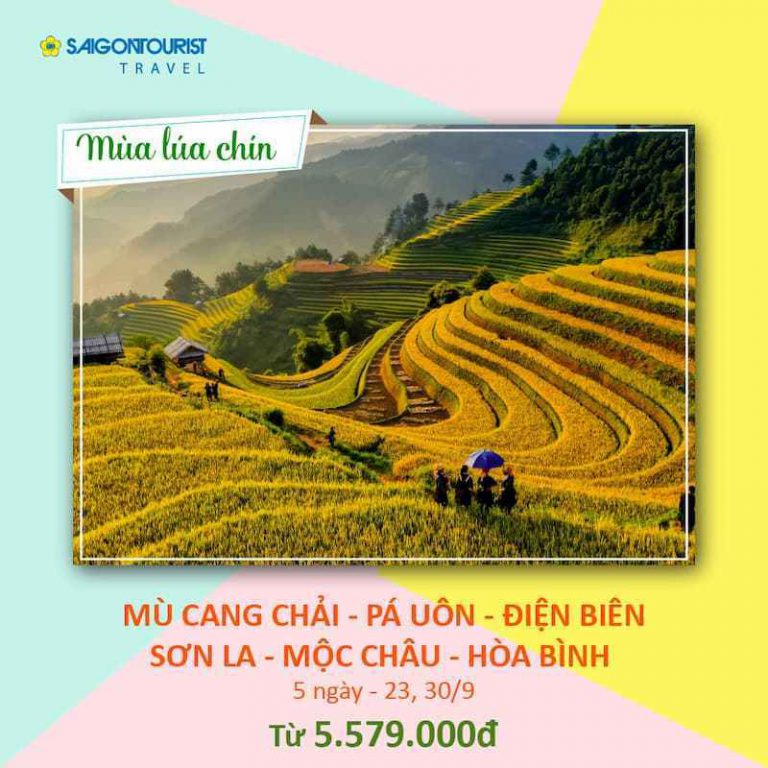 SAIGONTOURIST
TRAVEL
Mùa lúa chín
MÙ CANG CHẢI - PÁ UÔN - ĐIỆN BIÊN
SƠN LA - MỘC CHÂU - HÒA BÌNH
5 ngày - 23, 30/9
Từ 5.579.000đ